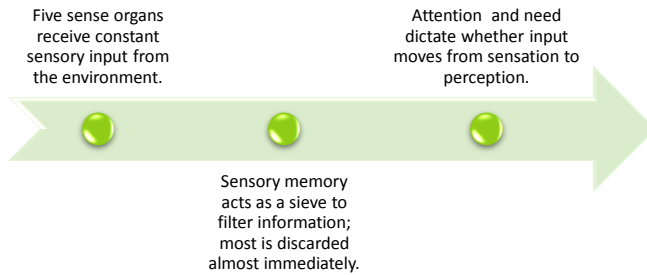 Five sense organs
receive constant
sensory input from
the environment.
Sensory memory
acts as a sieve to
filter information;
most is discarded
almost immediately.
Attention and need
dictate whether input
moves from sensation to
perception.